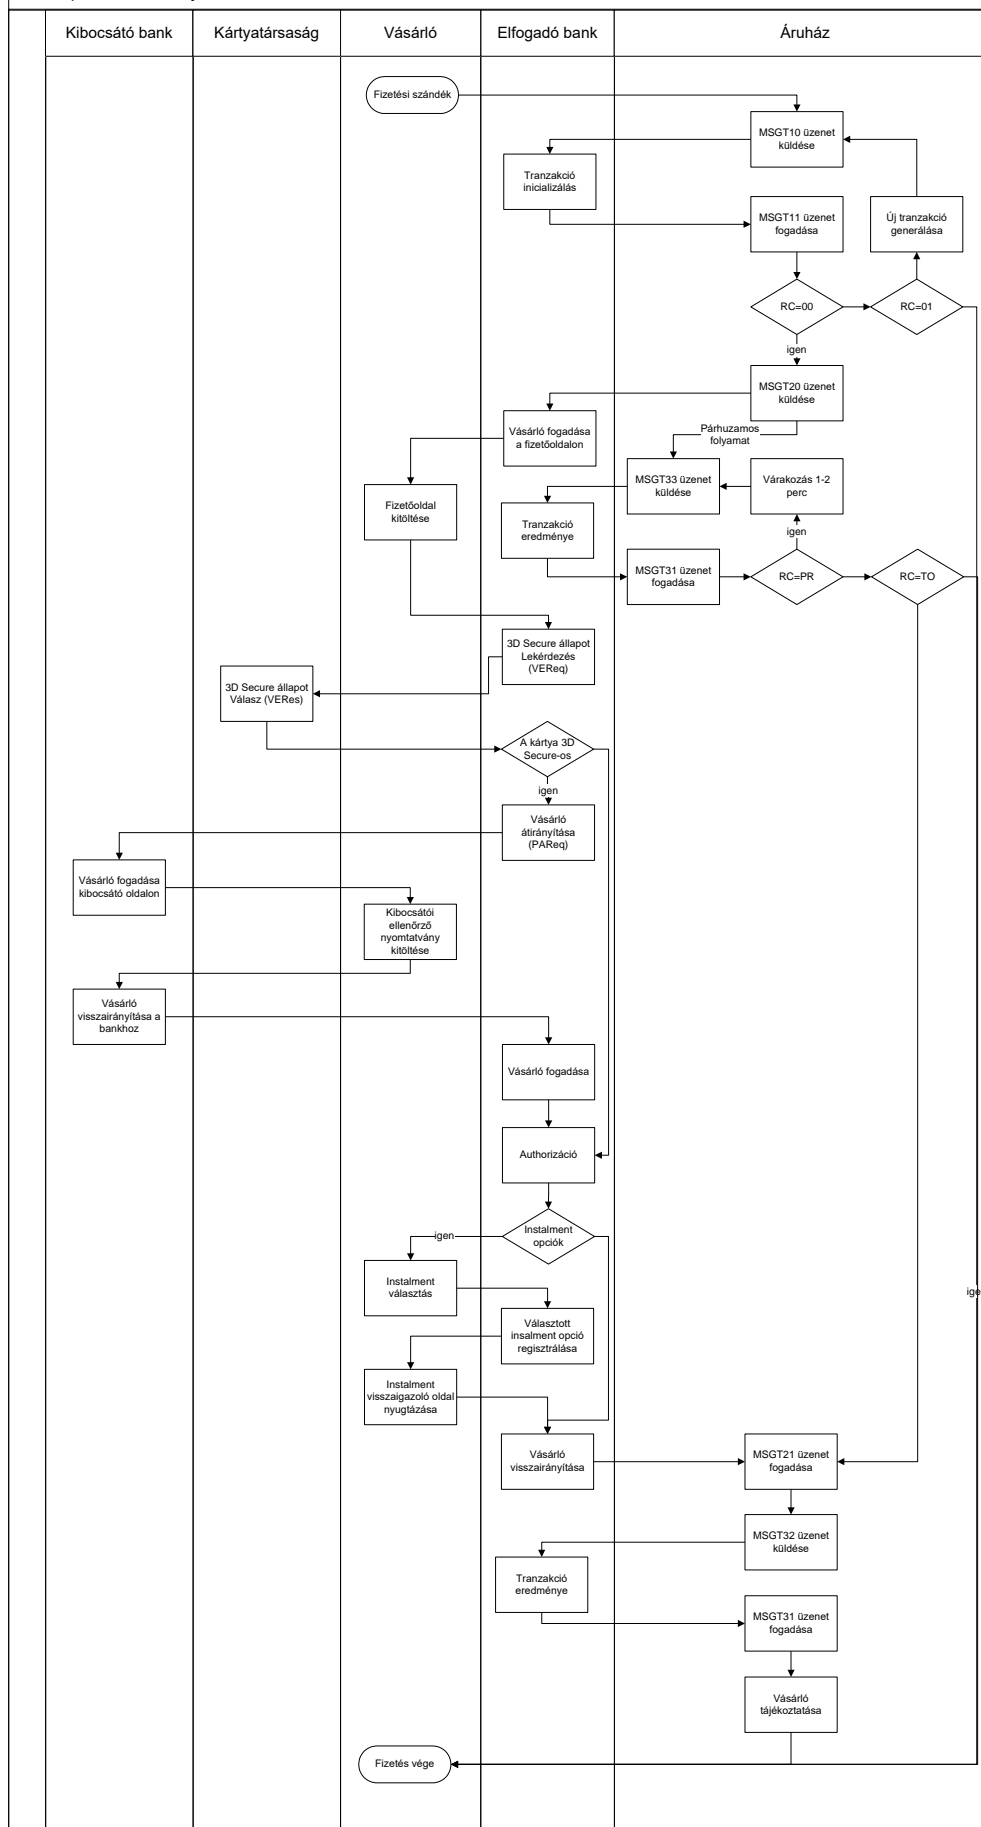 Kibocsátó bank
Kártyatársaság
Vásárló
Elfogadó bank
Áruház
Fizetési szándék
MSGT10 üzenet
küldése
Tranzakció
inicializálás
MSGT11 üzenet
fogadása
Új tranzakció
generálása
RC=00
RC=01
igen
MSGT20 üzenet
küldése
Vásárló fogadása
a fizetőoldalon
Párhuzamos
folyamat
MSGT33 üzenet
küldése
Várakozás 1-2
perc
Fizetőoldal
kitöltése
Tranzakció
eredménye
igen
MSGT31 üzenet
fogadása
RC=PR
RC=TO
3D Secure állapot
Lekérdezés
(VEReq)
3D Secure állapot
Válasz (VERes)
A kártya 3D
Secure-os
igen
Vásárló
átirányítása
(PAReq)
Vásárló fogadása
kibocsátó oldalon
Kibocsátói
ellenőrző
nyomtatvány
kitöltése
Vásárló
visszairányítása a
bankhoz
Vásárló fogadása
Authorizáció
Instalment
opciók
igen
Instalment
választás
ige
Választott
insalment opció
regisztrálása
Instalment
visszaigazoló oldal
nyugtázása
Vásárló
visszairányítása
MSGT21 üzenet
fogadása
MSGT32 üzenet
küldése
Tranzakció
eredménye
MSGT31 üzenet
fogadása
Vásárló
tájékoztatása
Fizetés vége